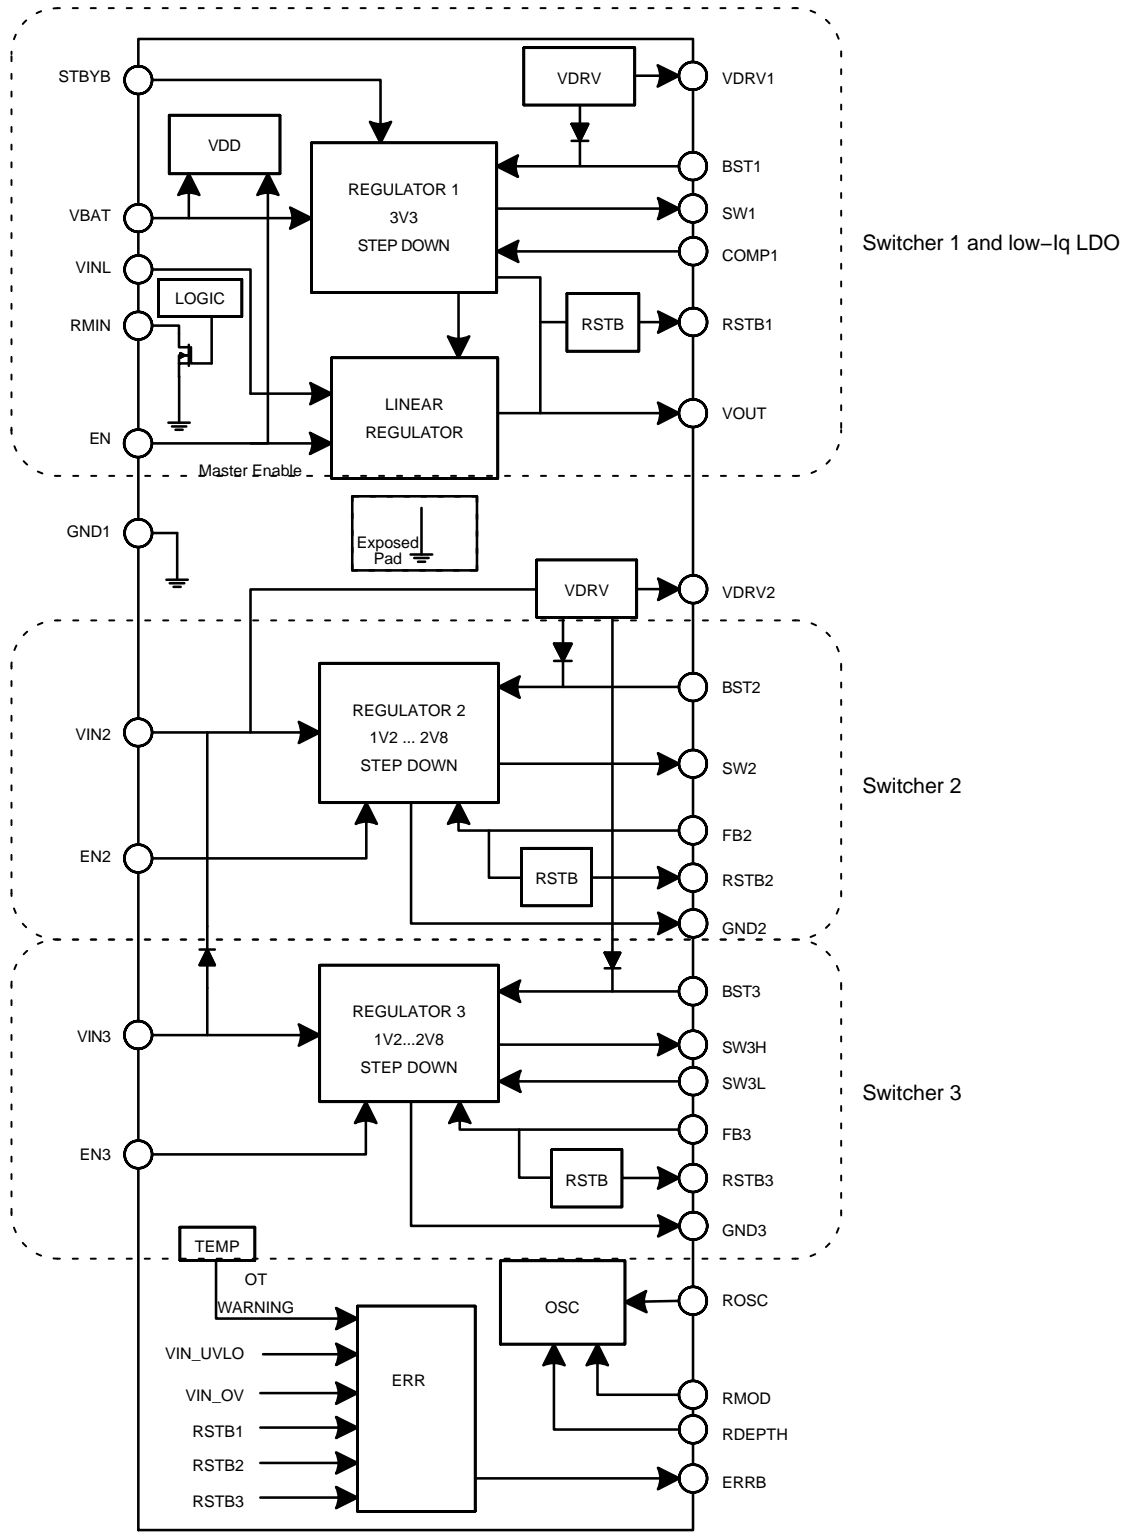 STBYB
VDRV
VDRV1
VDD
BST1
REGULATOR 1
3V3
STEP DOWN
VBAT
SW1
Switcher 1 and low–Iq LDO
COMP1
VINL
LOGIC
RMIN
RSTB
RSTB1
LINEAR
REGULATOR
VOUT
EN
Master Enable
GND1
Exposed
Pad
VDRV
VDRV2
BST2
REGULATOR 2
1V2 ... 2V8
STEP DOWN
VIN2
SW2
Switcher 2
FB2
EN2
RSTB
RSTB2
GND2
BST3
REGULATOR 3
1V2...2V8
STEP DOWN
VIN3
SW3H
SW3L
Switcher 3
FB3
EN3
RSTB
RSTB3
GND3
TEMP
OT
WARNING
OSC
ROSC
VIN_UVLO
ERR
VIN_OV
RMOD
RSTB1
RDEPTH
RSTB2
ERRB
RSTB3